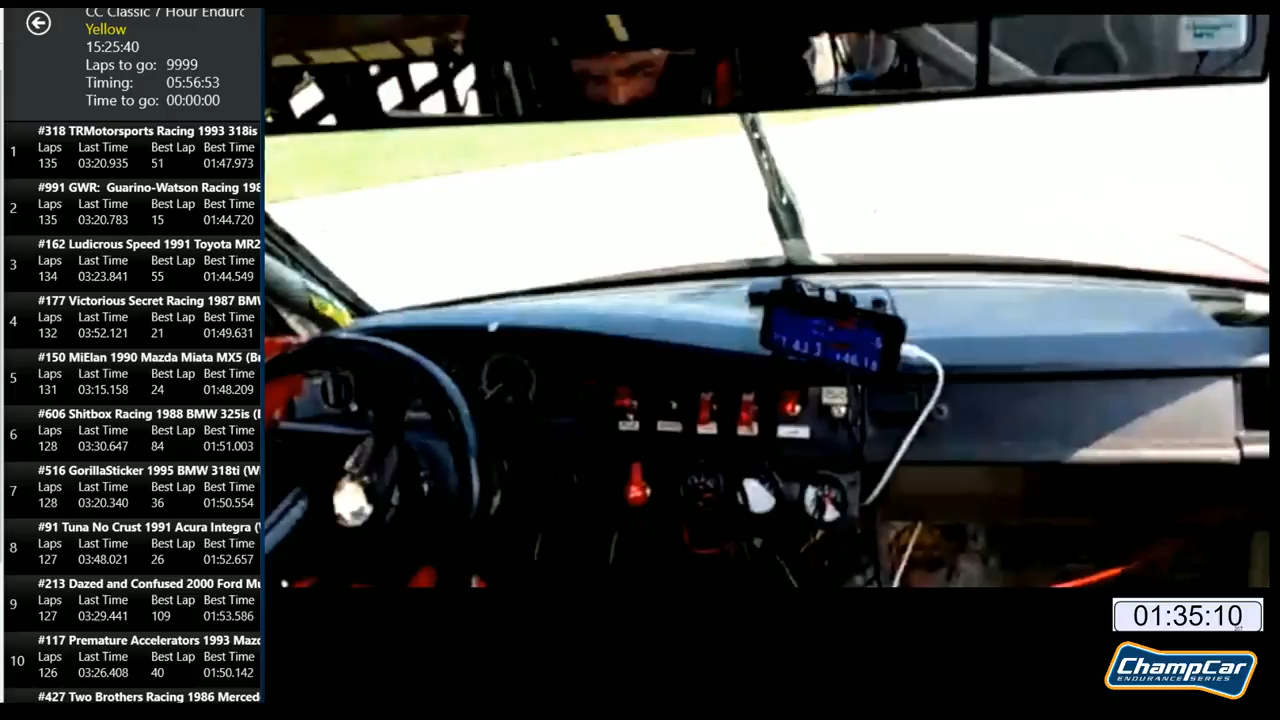 CC Classic 7 Hour Enduro
Yellow
15:25:40
Laps to go: 9999
Timing: 05:56:53
Time to go: 00:00:00
#318 TRMotorsports Racing 1993 318is
1
Laps Last Time Best Lap Best Time
135 03:20.935 51 01:47.973
#991 GWR: Guarino-Watson Racing 198
2
Laps Last Time Best Lap Best Time
135 03:20.783 15 01:44.720
#162 Ludicrous Speed 1991 Toyota MR2
3
Laps Last Time Best Lap Best Time
134 03:23.841 55 01:44.549
#177 Victorious Secret Racing 1987 BMW
4
Laps Last Time Best Lap Best Time
132 03:52.121 21 01:49.631
#150 MiElan 1990 Mazda Miata MX5 (Bu
5
Laps Last Time Best Lap Best Time
131 03:15.158 24 01:48.209
#606 Shitbox Racing 1988 BMW 325is (
6
Laps Last Time Best Lap Best Time
128 03:30.647 84 01:51.003
#516 GorillaSticker 1995 BMW 318ti (W
7
Laps Last Time Best Lap Best Time
128 03:20.340 36 01:50.554
#91 Tuna No Crust 1991 Acura Integra (
8
Laps Last Time Best Lap Best Time
127 03:48.021 26 01:52.657
#213 Dazed and Confused 2000 Ford Mu
9
Laps Last Time Best Lap Best Time
127 03:29.441 109 01:53.586
#117 Premature Accelerators 1993 Mazd
10
Laps Last Time Best Lap Best Time
126 03:26.408 40 01:50.142
#427 Two Brothers Racing 1986 Merced
01:35:10
ChampCar
ENDURANCE SERIES